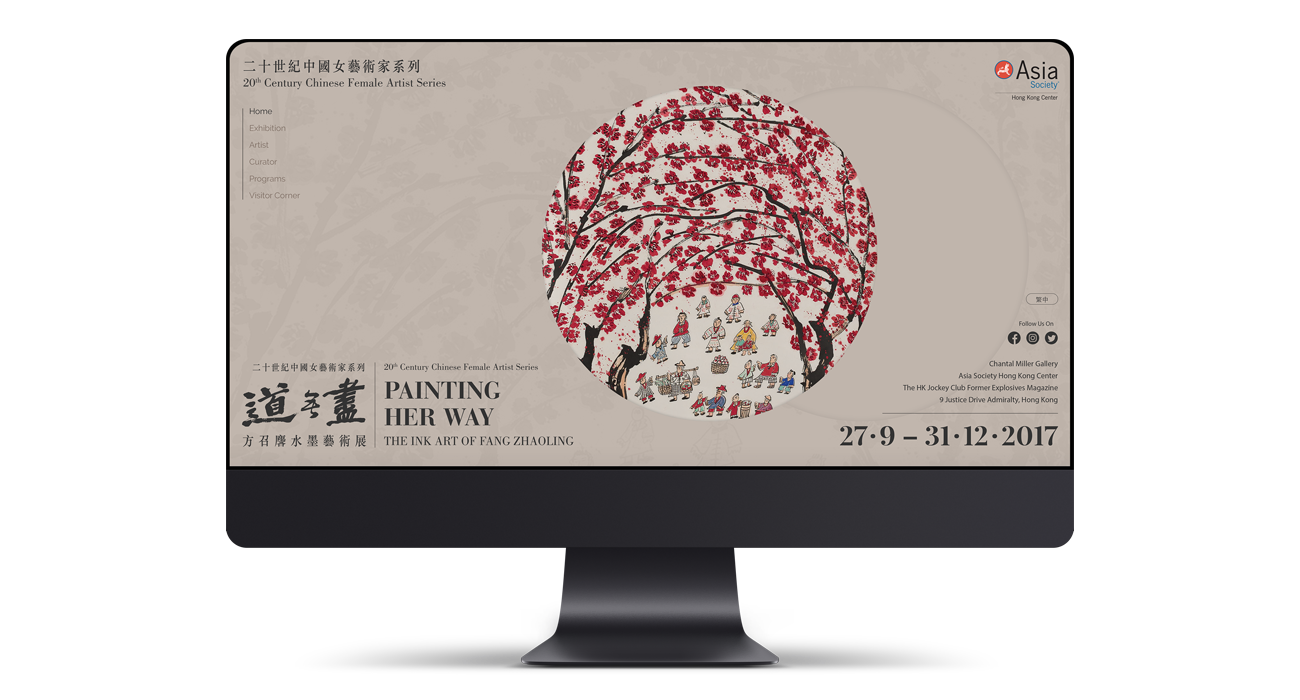 二十世紀中國女藝術家系列
20th Century Chinese Female Artist Series
Home
Exhibition
Artist
Curator
Programs
Visitor Corner
Asia
Society
Hong Kong Center
繁中
Follow Us On
Chantal Miller Gallery
Asia Society Hong Kong Center
The HK Jockey Club Former Explosives Magazine
9 Justice Drive Admiralty, Hong Kong
27·9 – 31·12·2017
二十世紀中國女藝術家系列
道無盡
方召麐水墨藝術展
20th Century Chinese Female Artist Series
PAINTING
HER WAY
THE INK ART OF FANG ZHAOLING